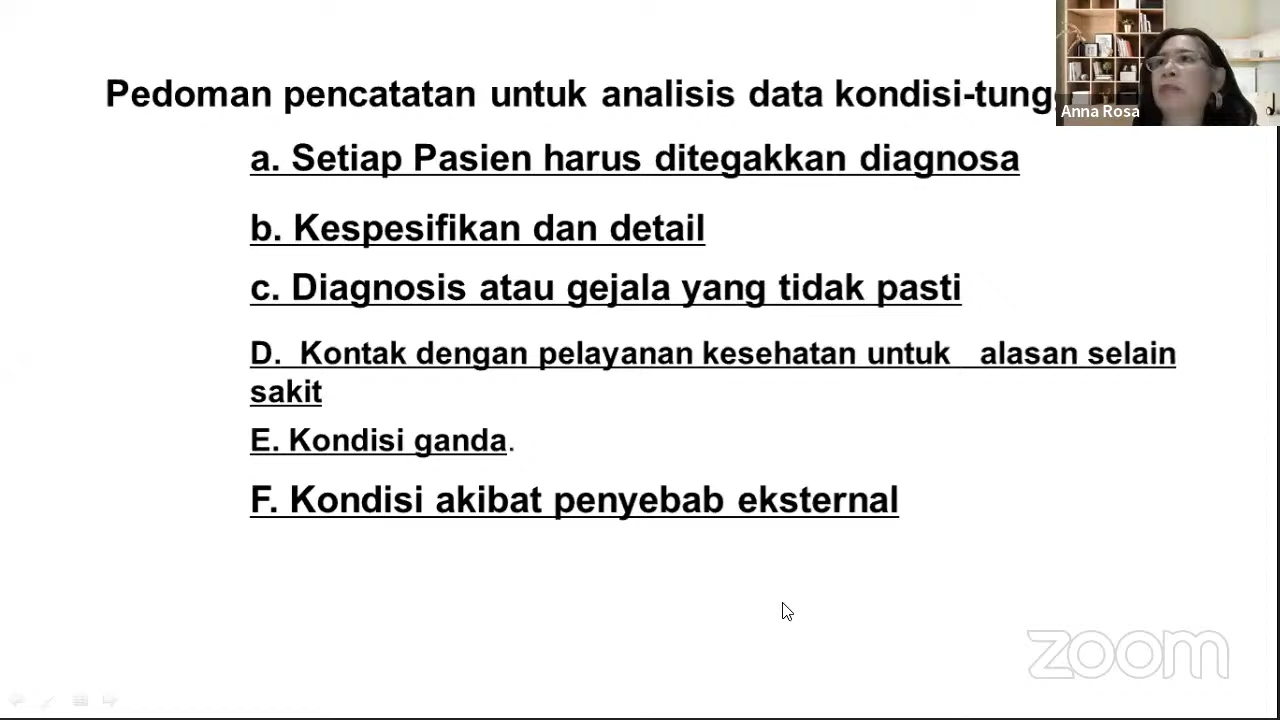 Pedoman pencatatan untuk analisis data kondisi-tungg
Anna Rosa
a. Setiap Pasien harus ditegakkan diagnosa
b. Kespesifikan dan detail
c. Diagnosis atau gejala yang tidak pasti
D. Kontak dengan pelayanan kesehatan untuk alasan selain
sakit
E. Kondisi ganda.
F. Kondisi akibat penyebab eksternal
zoom